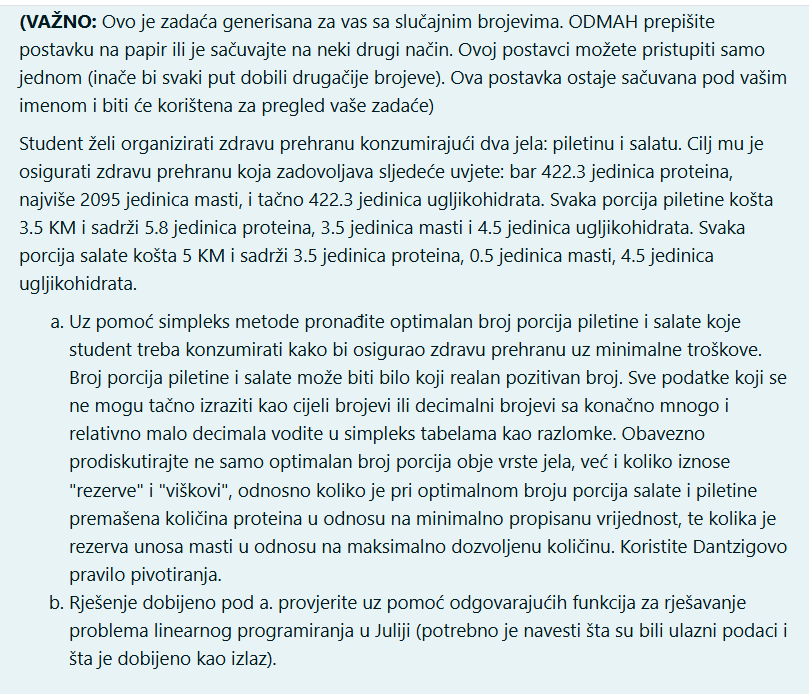 (VAŽNO: Ovo je zadaća generisana za vas sa slučajnim brojevima. ODMAH prepišite
postavku na papir ili je sačuvajte na neki drugi način. Ovoj postavci možete pristupiti samo
jednom (inače bi svaki put dobili drugačije brojeve). Ova postavka ostaje sačuvana pod vašim
imenom i biti će korištena za pregled vaše zadaće)
Student želi organizirati zdravu prehranu konzumirajući dva jela: piletinu i salatu. Cilj mu je
osigurati zdravu prehranu koja zadovoljava sljedeće uvjete: bar 422.3 jedinica proteina,
najviše 2095 jedinica masti, i tačno 422.3 jedinica ugljikohidrata. Svaka porcija piletine košta
3.5 KM i sadrži 5.8 jedinica proteina, 3.5 jedinica masti i 4.5 jedinica ugljikohidrata. Svaka
porcija salate košta 5 KM i sadrži 3.5 jedinica proteina, 0.5 jedinica masti, 4.5 jedinica
ugljikohidrata.
a. Uz pomoć simpleks metode pronađite optimalan broj porcija piletine i salate koje
student treba konzumirati kako bi osigurao zdravu prehranu uz minimalne troškove.
Broj porcija piletine i salate može biti bilo koji realan pozitivan broj. Sve podatke koji se
ne mogu tačno izraziti kao cijeli brojevi ili decimalni brojevi sa konačno mnogo i
relativno malo decimala vodite u simpleks tabelama kao razlomke. Obavezno
prodiskutirajte ne samo optimalan broj porcija obje vrste jela, već i koliko iznose
"rezerve" i "viškovi", odnosno koliko je pri optimalnom broju porcija salate i piletine
premašena količina proteina u odnosu na minimalno propisanu vrijednost, te kolika je
rezerva unosa masti u odnosu na maksimalno dozvoljenu količinu. Koristite Dantzigovo
pravilo pivotiranja.
b. Rješenje dobijeno pod a. provjerite uz pomoć odgovarajućih funkcija za rješavanje
problema linearnog programiranja u Juliji (potrebno je navesti šta su bili ulazni podaci i
šta je dobijeno kao izlaz).